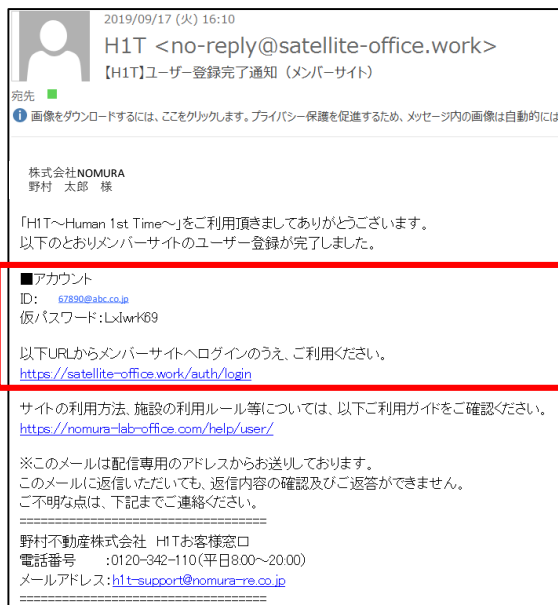 2019/09/17 (火) 16:10
H1T <no-reply@satellite-office.work>
【H1T】ユーザー登録完了通知（メンバーサイト）
宛先
画像をダウンロードするには、ここをクリックします。プライバシー保護を促進するため、メッセージ内の画像は自動的には
株式会社NOMURA
野村 太郎 様
「H1T～Human 1st Time～」をご利用頂きましてありがとうございます。
以下のとおりメンバーサイトのユーザー登録が完了しました。
■アカウント
ID: 67890@abc.co.jp
仮パスワード：LxIwrK69
以下URLからメンバーサイトへログインのうえ、ご利用ください。
https://satellite-office.work/auth/login
サイトの利用方法、施設の利用ルール等については、以下ご利用ガイドをご確認ください。
https://nomura-lab-office.com/help/user/
※このメールは配信専用のアドレスからお送りしております。
このメールに返信いただいても、返信内容の確認及びご返答ができません。
ご不明な点は、下記までご連絡ください。
===================================
野村不動産株式会社 H1Tお客様窓口
電話番号 :0120-342-110(平日8:00～20:00)
メールアドレス：h1t-support@nomura-re.co.jp
===================================